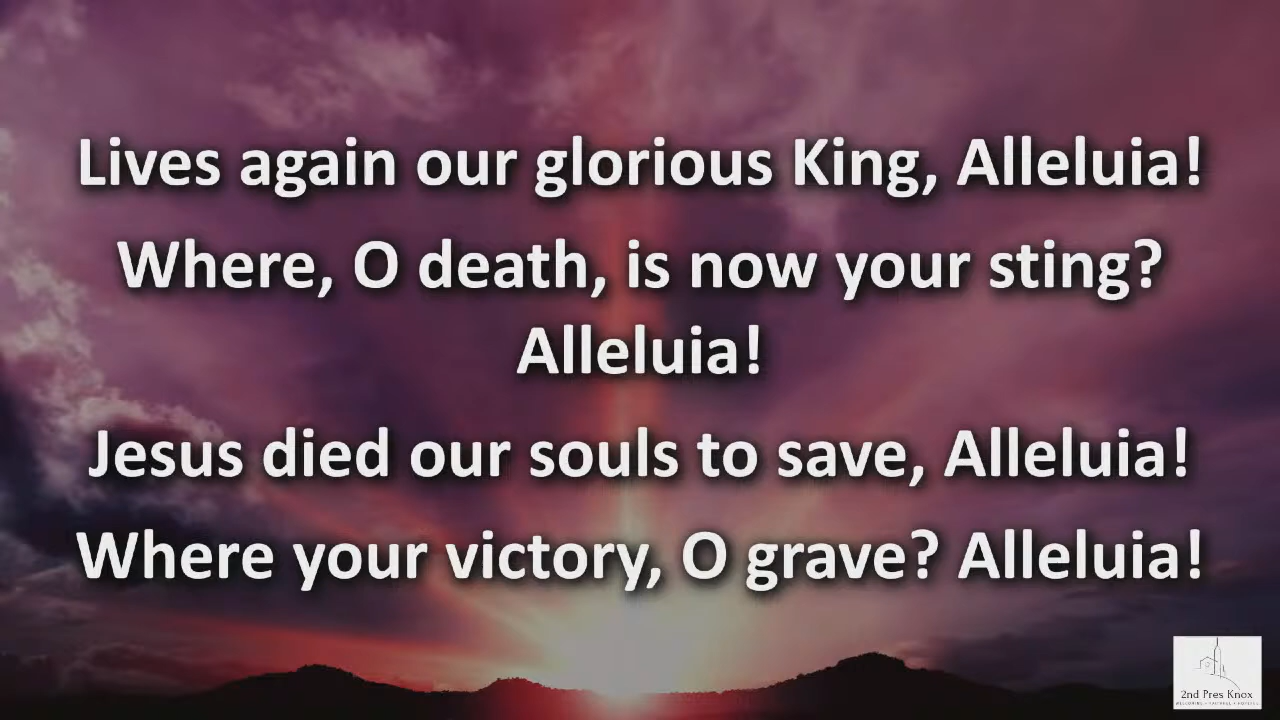 Lives again our glorious King, Alleluia!
Where, O death, is now your sting?
Alleluia!
Jesus died our souls to save, Alleluia!
Where your victory, O grave? Alleluia!
2nd Pres Knox